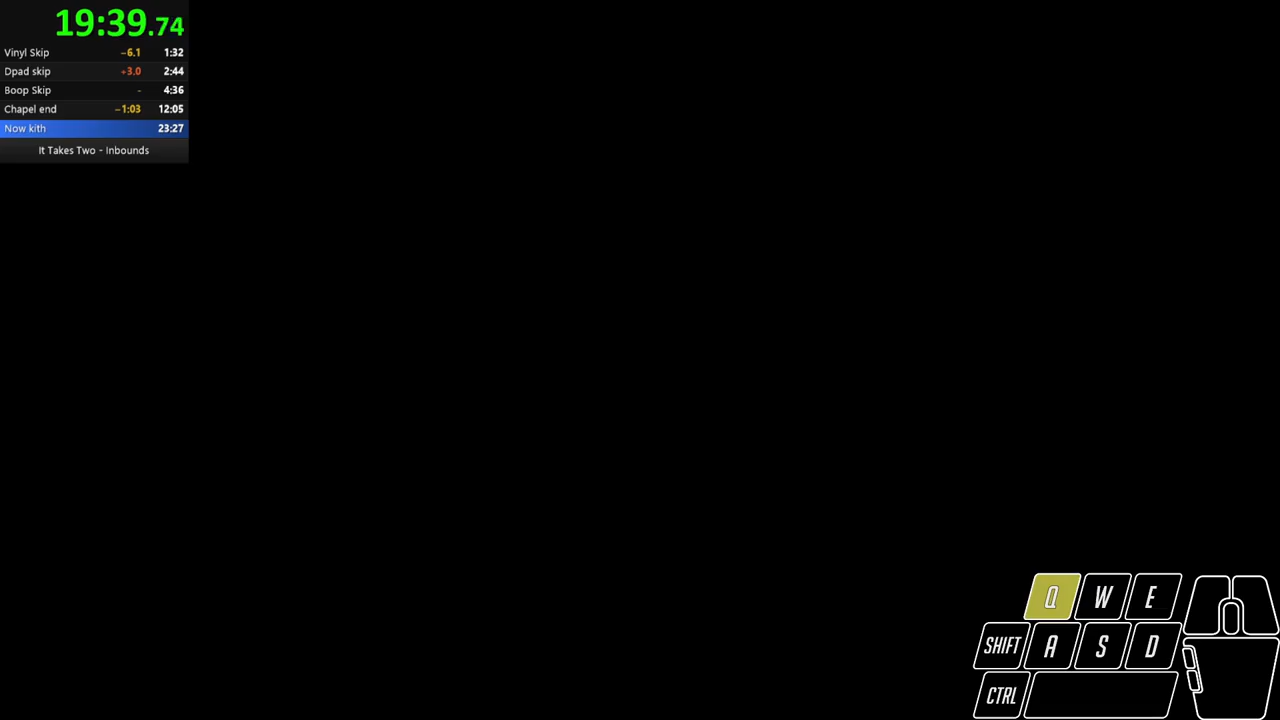 19:39.74
Vinyl Skip −6.1 1:32
Dpad skip +3.0 2:44
Boop Skip - 4:36
Chapel end −1:03 12:05
Now kith 23:27
It Takes Two - Inbounds
Q W E
SHIFT A S D
CTRL